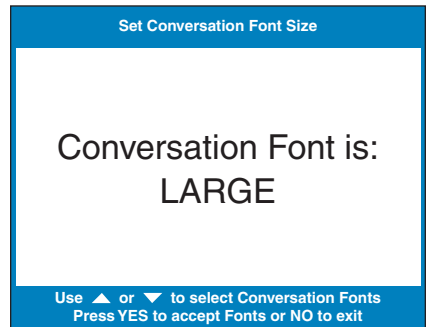 Set Conversation Font Size
Conversation Font is:
LARGE
Use ▲ or ▼ to select Conversation Fonts
Press YES to accept Fonts or NO to exit